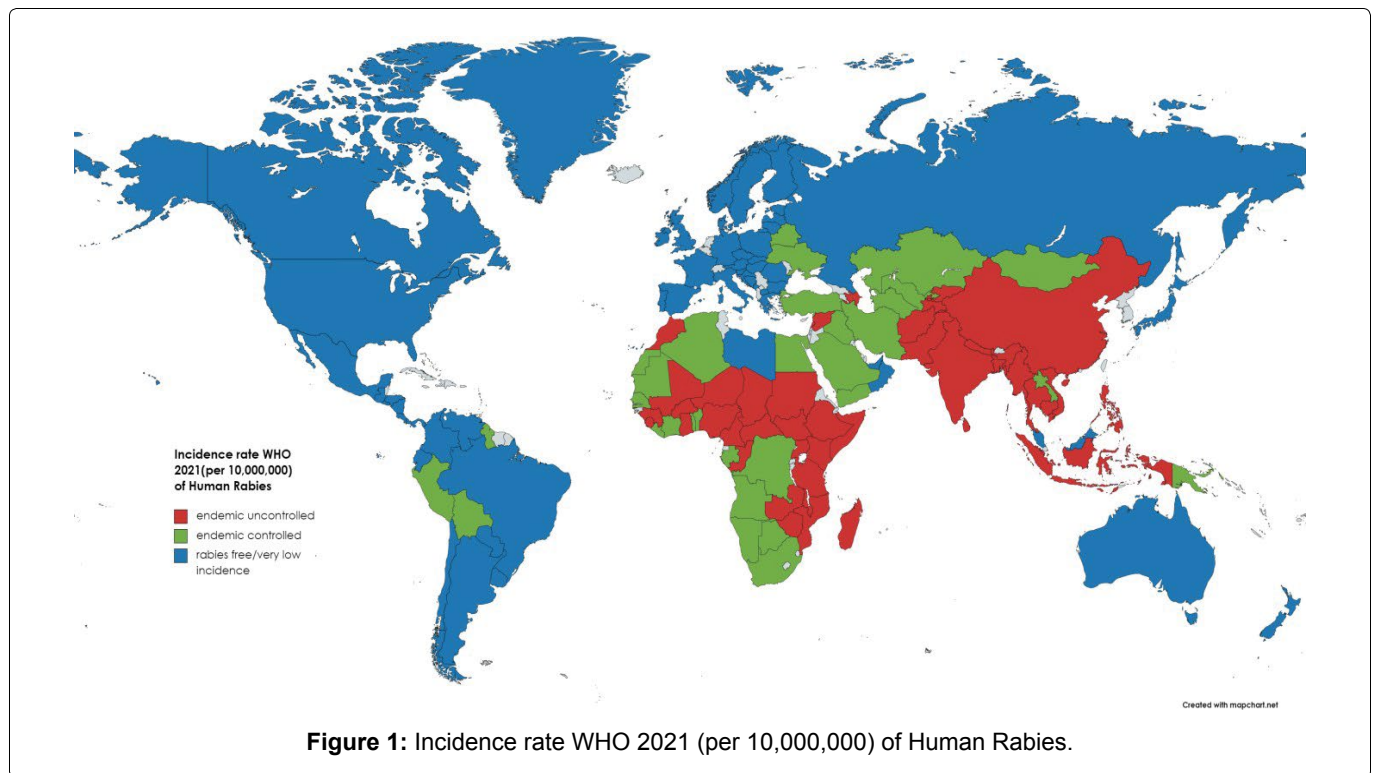 Incidence rate WHO
2021(per 10,000,000)
of Human Rabies
endemic uncontrolled
endemic controlled
rabies free/very low
incidence
Created with mapchart.net
Figure 1: Incidence rate WHO 2021 (per 10,000,000) of Human Rabies.